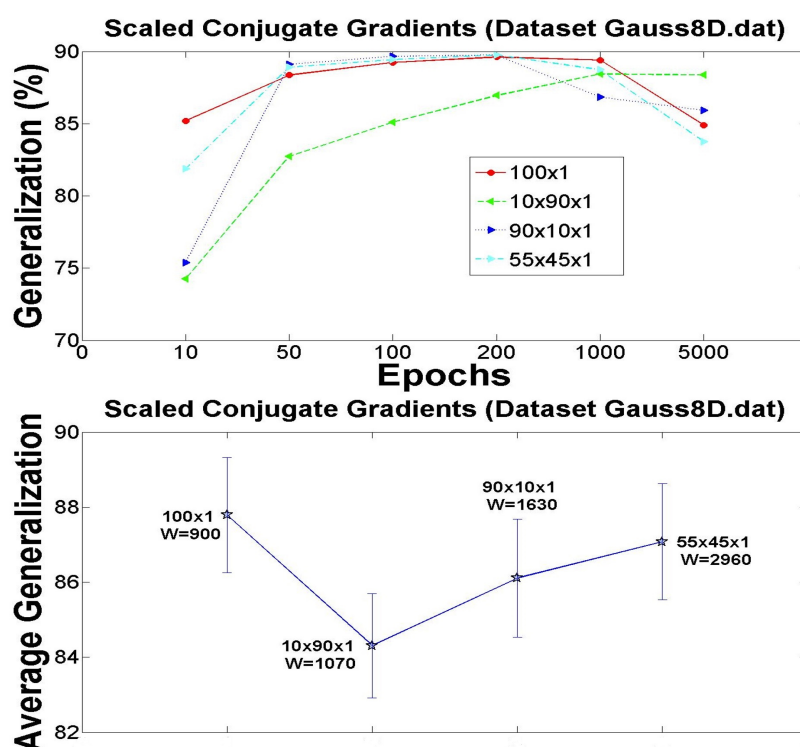 Scaled Conjugate Gradients (Dataset Gauss8D.dat)
Generalization (%)
90
85
80
75
70
100x1
10x90x1
90x10x1
55x45x1
0 10 50 100 200 1000 5000
Epochs
Scaled Conjugate Gradients (Dataset Gauss8D.dat)
Average Generalization
90
88
86
84
82
100x1
W=900
10x90x1
W=1070
90x10x1
W=1630
55x45x1
W=2960